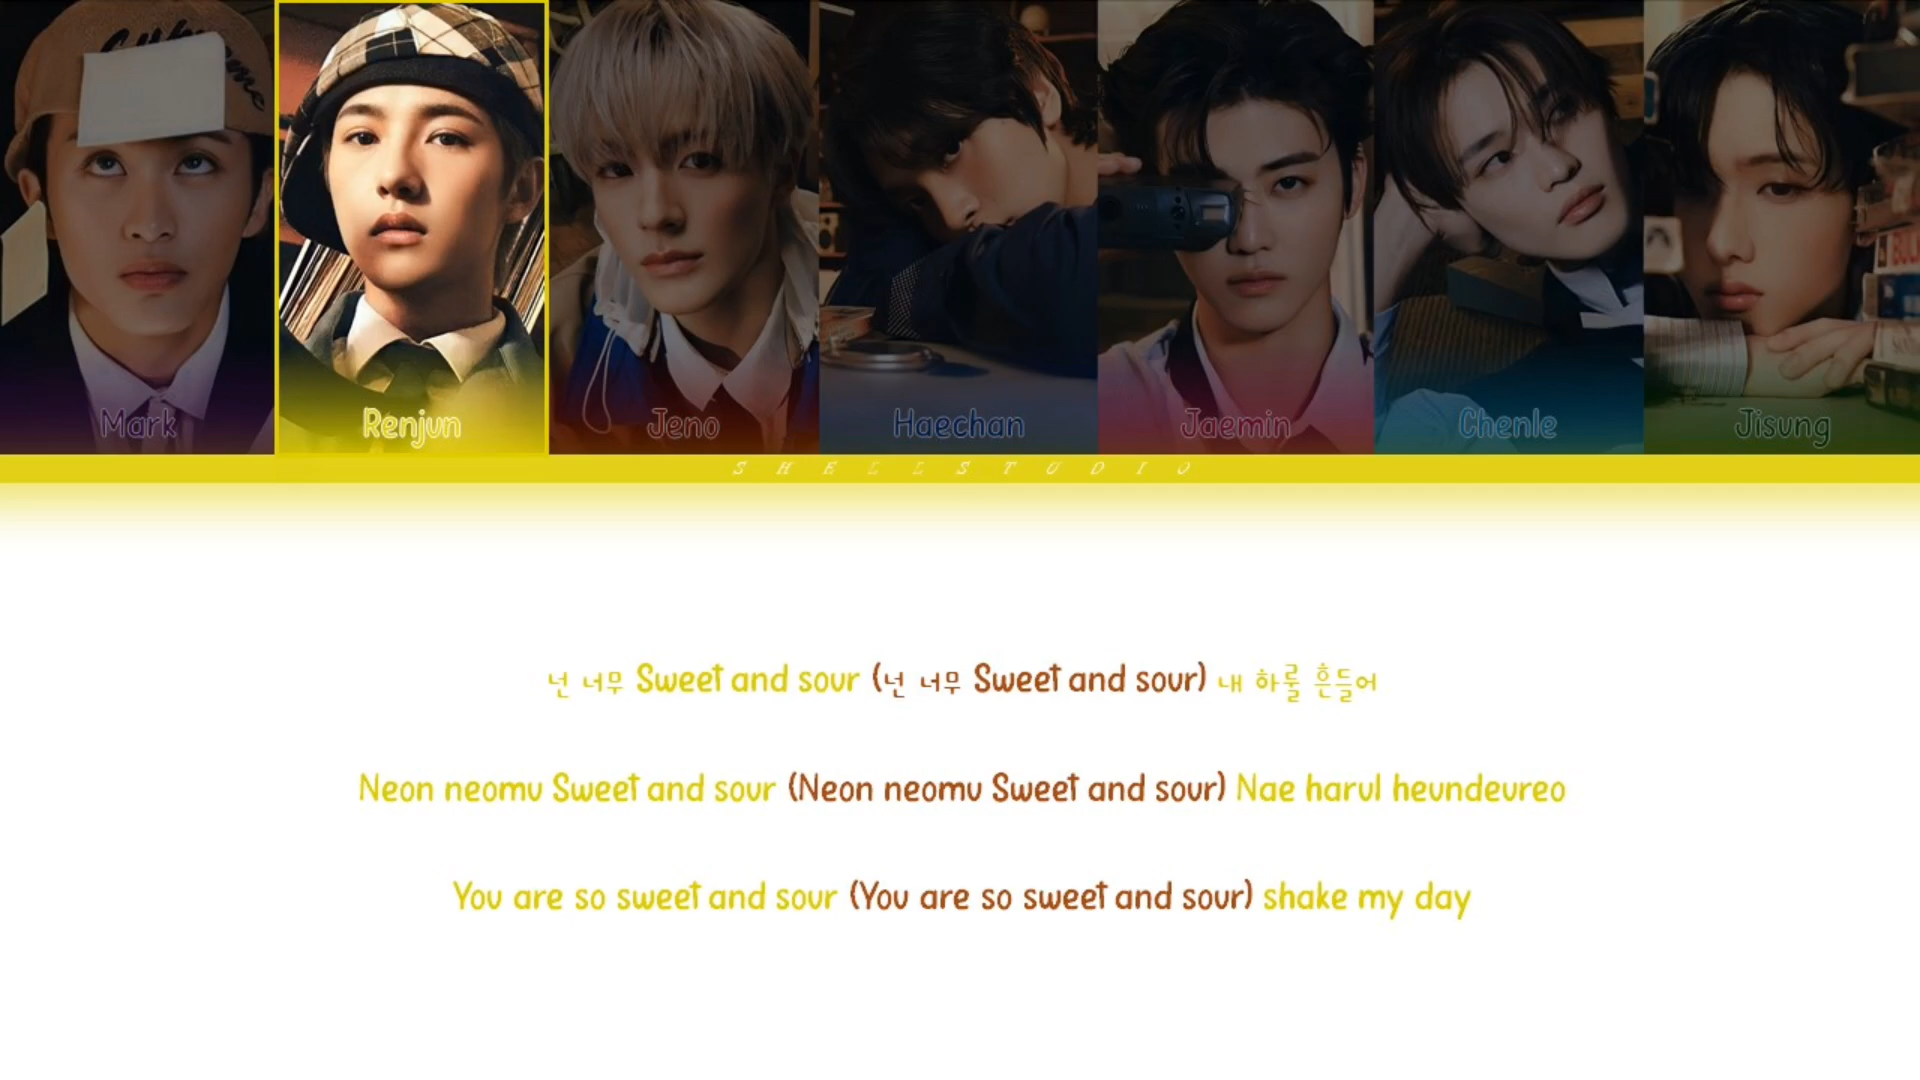 Mark Renjun Jeno Haechan Jaemin Chenle Jisung
SHELLSTUDIO
넌 너무 Sweet and sour (넌 너무 Sweet and sour) 내 하룰 흔들어
Neon neomu Sweet and sour (Neon neomu Sweet and sour) Nae harul heundeureo
You are so sweet and sour (You are so sweet and sour) shake my day